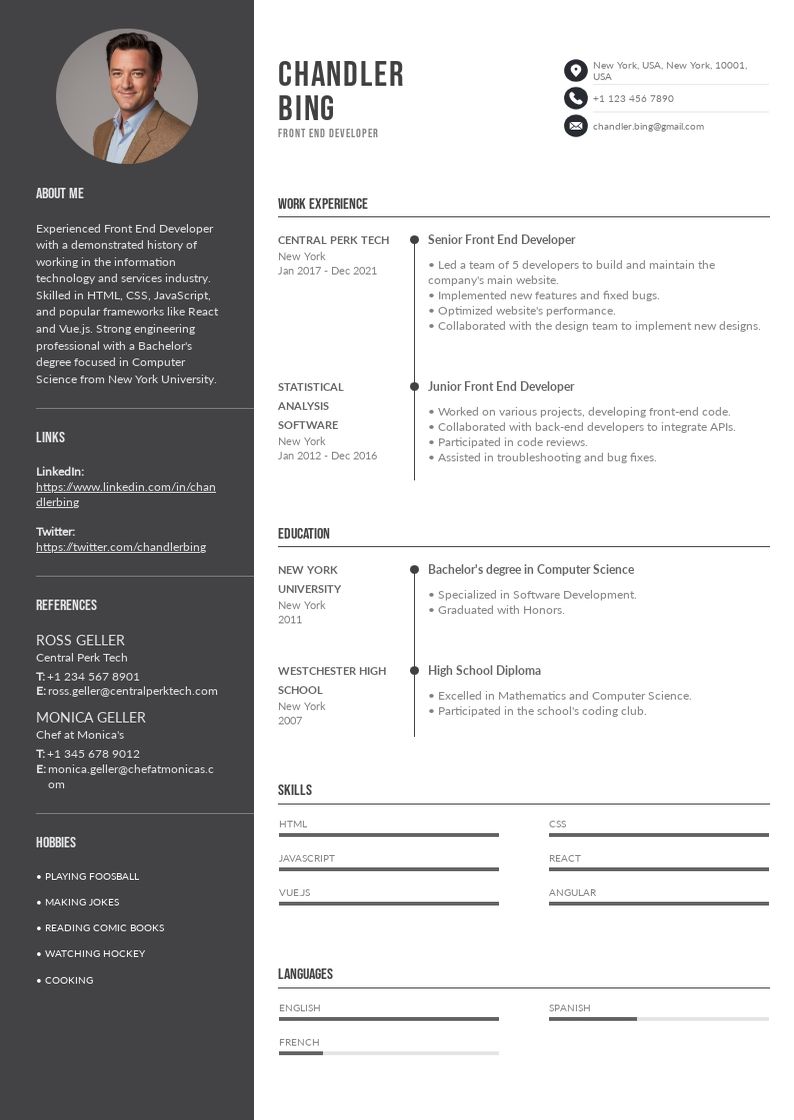 ABOUT ME
Experienced Front End Developer
with a demonstrated history of
working in the information
technology and services industry.
Skilled in HTML, CSS, JavaScript,
and popular frameworks like React
and Vue.js. Strong engineering
professional with a Bachelor's
degree focused in Computer
Science from New York University.
LINKS
LinkedIn:
https://www.linkedin.com/in/chan
dlerbing
Twitter:
https://twitter.com/chandlerbing
REFERENCES
ROSS GELLER
Central Perk Tech
T: +1 234 567 8901
E: ross.geller@centralperktech.com
MONICA GELLER
Chef at Monica's
T: +1 345 678 9012
E: monica.geller@chefatmonicas.c
om
HOBBIES
• PLAYING FOOSBALL
• MAKING JOKES
• READING COMIC BOOKS
• WATCHING HOCKEY
• COOKING
CHANDLER
BING
FRONT END DEVELOPER
New York, USA, New York, 10001,
USA
+1 123 456 7890
chandler.bing@gmail.com
WORK EXPERIENCE
CENTRAL PERK TECH
New York
Jan 2017 - Dec 2021
Senior Front End Developer
• Led a team of 5 developers to build and maintain the
company's main website.
• Implemented new features and fixed bugs.
• Optimized website's performance.
• Collaborated with the design team to implement new designs.
STATISTICAL
ANALYSIS
SOFTWARE
New York
Jan 2012 - Dec 2016
Junior Front End Developer
• Worked on various projects, developing front-end code.
• Collaborated with back-end developers to integrate APIs.
• Participated in code reviews.
• Assisted in troubleshooting and bug fixes.
EDUCATION
NEW YORK
UNIVERSITY
New York
2011
Bachelor's degree in Computer Science
• Specialized in Software Development.
• Graduated with Honors.
WESTCHESTER HIGH
SCHOOL
New York
2007
High School Diploma
• Excelled in Mathematics and Computer Science.
• Participated in the school's coding club.
SKILLS
HTML
CSS
JAVASCRIPT
REACT
VUE.JS
ANGULAR
LANGUAGES
ENGLISH
SPANISH
FRENCH